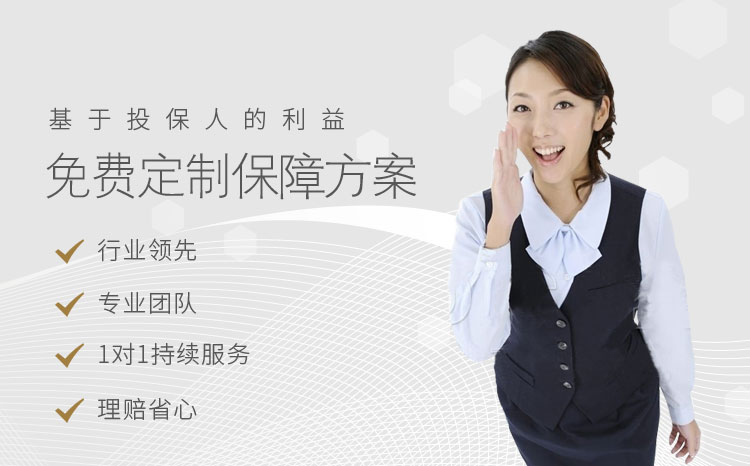 基于投保人的利益
免费定制保障方案
行业领先
专业团队
1对1持续服务
理赔省心